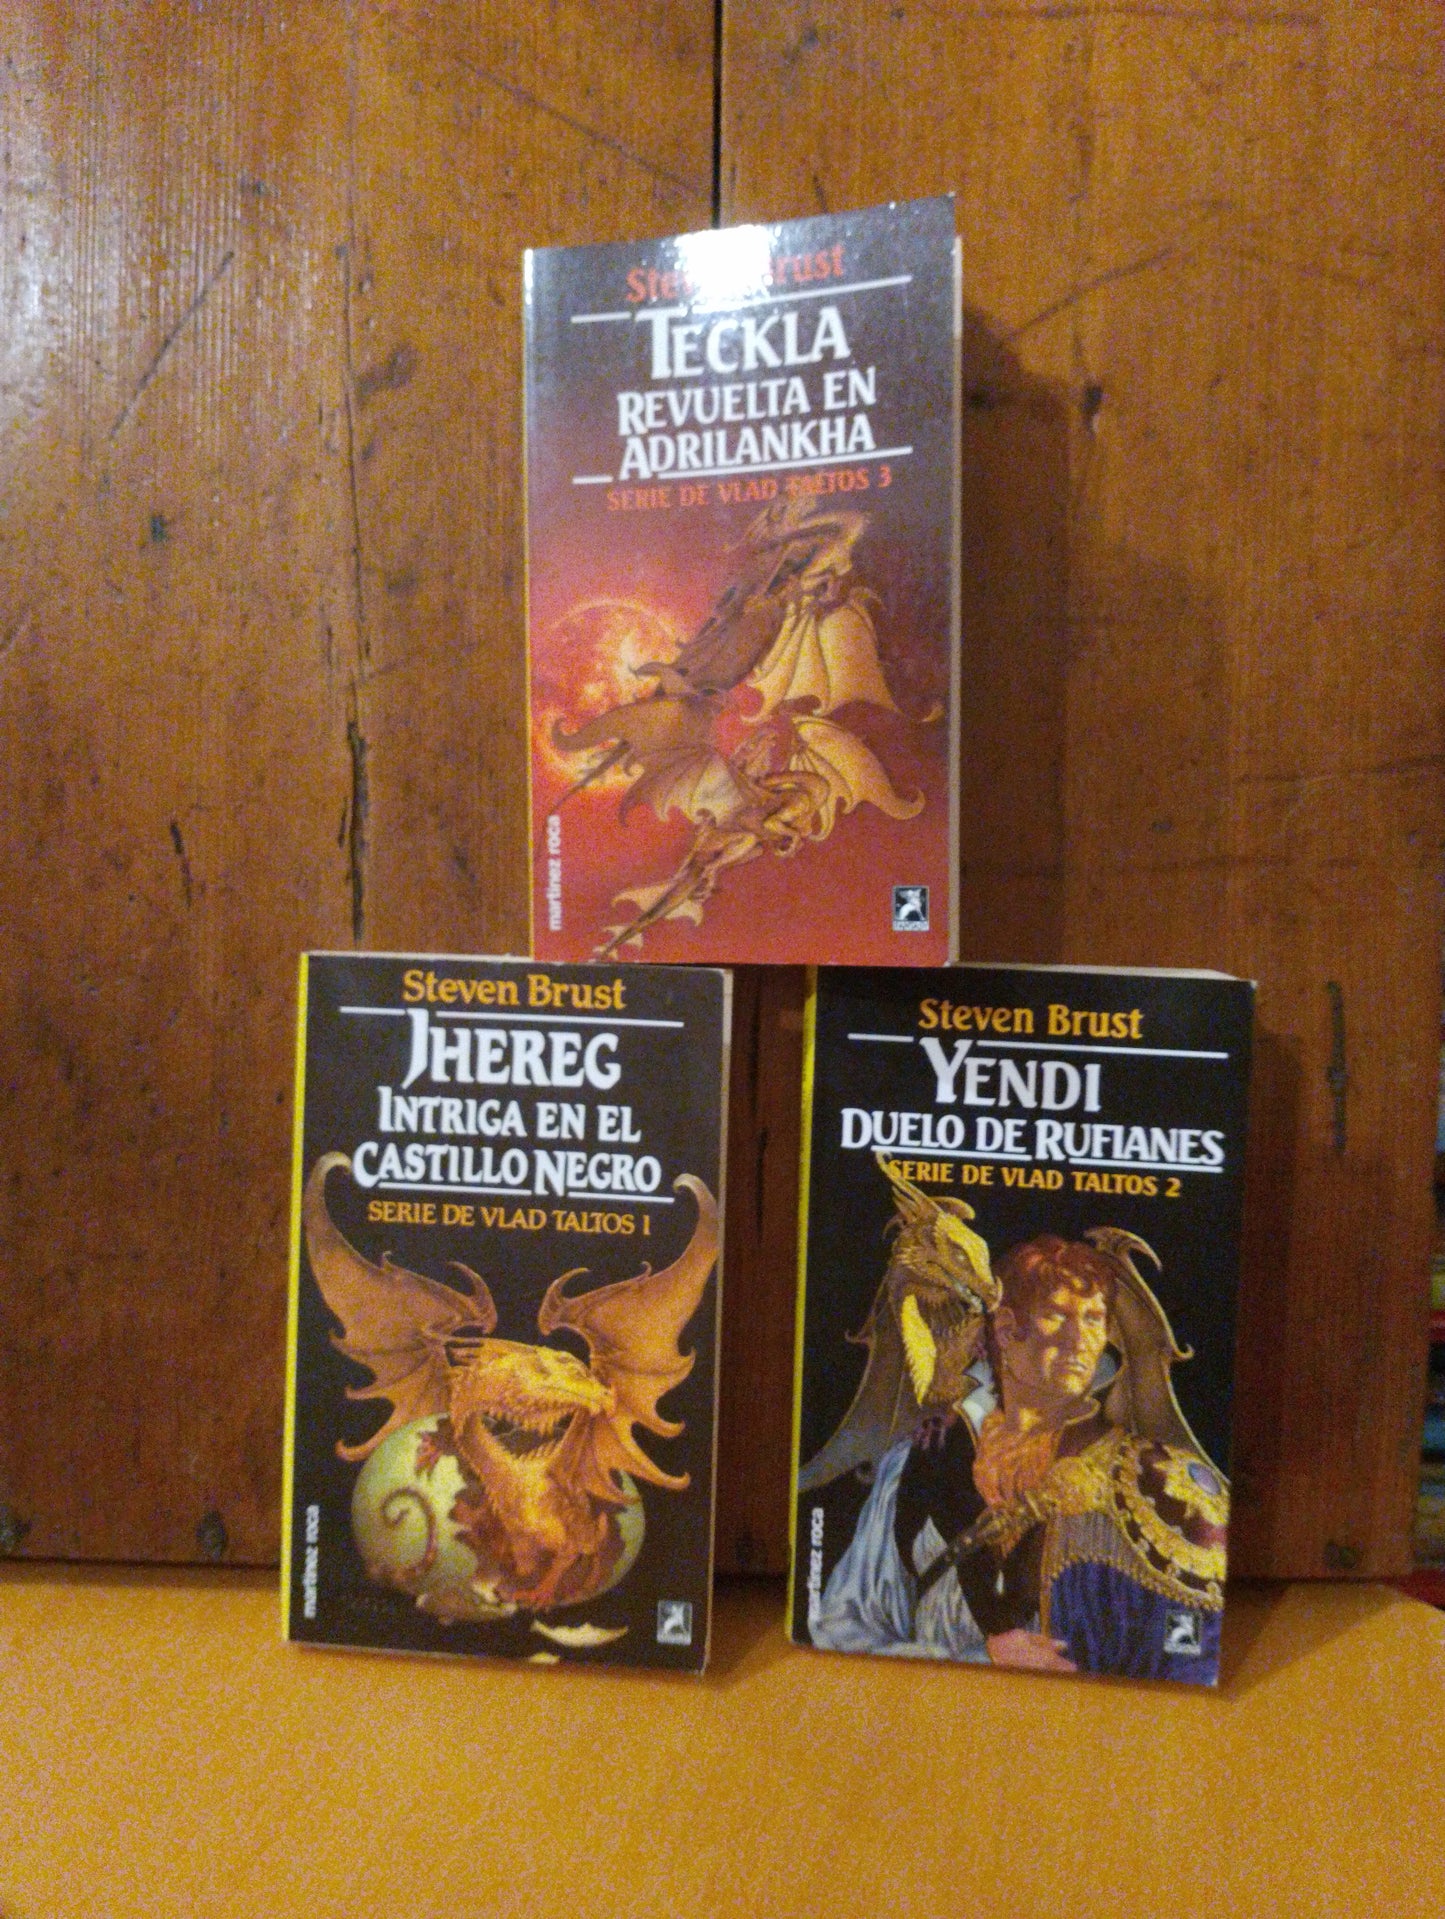 Steven Brust
TECKLA
REVUELTA EN
ADRILANKHA
SERIE DE VLAD TALTOS 3
martínez roca
Steven Brust
JHEREG
INTRIGA EN EL
CASTILLO NEGRO
SERIE DE VLAD TALTOS 1
martínez roca
Steven Brust
YENDI
DUELO DE RUFIANES
SERIE DE VLAD TALTOS 2
martínez roca